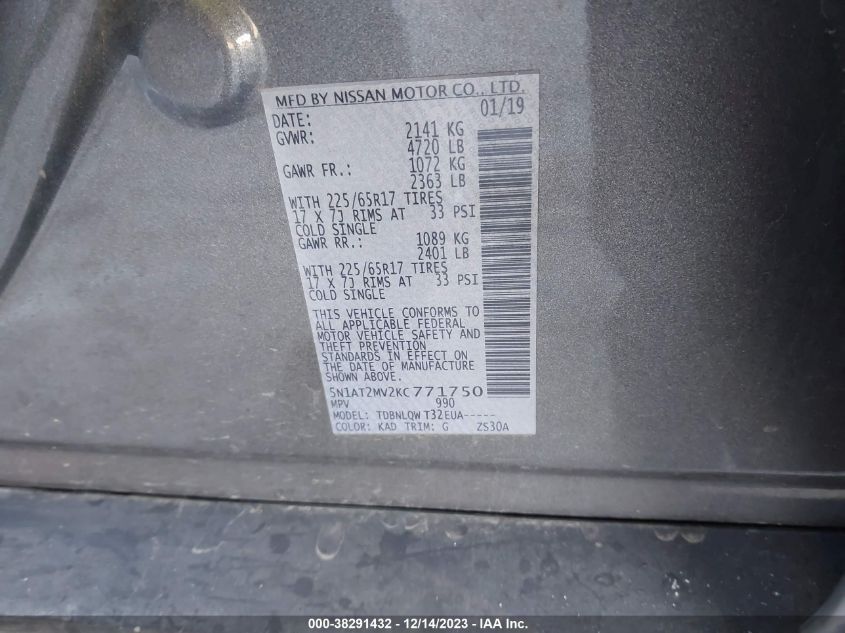 MFD BY NISSAN MOTOR CO., LTD.
DATE: 01/19
GVWR: 2141 KG
4720 LB
GAWR FR.: 1072 KG
2363 LB
WITH 225/65R17 TIRES
17 X 7J RIMS AT 33 PSI
COLD SINGLE
GAWR RR.: 1089 KG
2401 LB
WITH 225/65R17 TIRES
17 X 7J RIMS AT 33 PSI
COLD SINGLE
THIS VEHICLE CONFORMS TO
ALL APPLICABLE FEDERAL
MOTOR VEHICLE SAFETY AND
THEFT PREVENTION
STANDARDS IN EFFECT ON
THE DATE OF MANUFACTURE
SHOWN ABOVE.
5N1AT2MV2KC771750
MPV 990
MODEL: TDBNLQW T32EUA-----
COLOR: KAD TRIM: G ZS30A
000-38291432 - 12/14/2023 - IAA Inc.